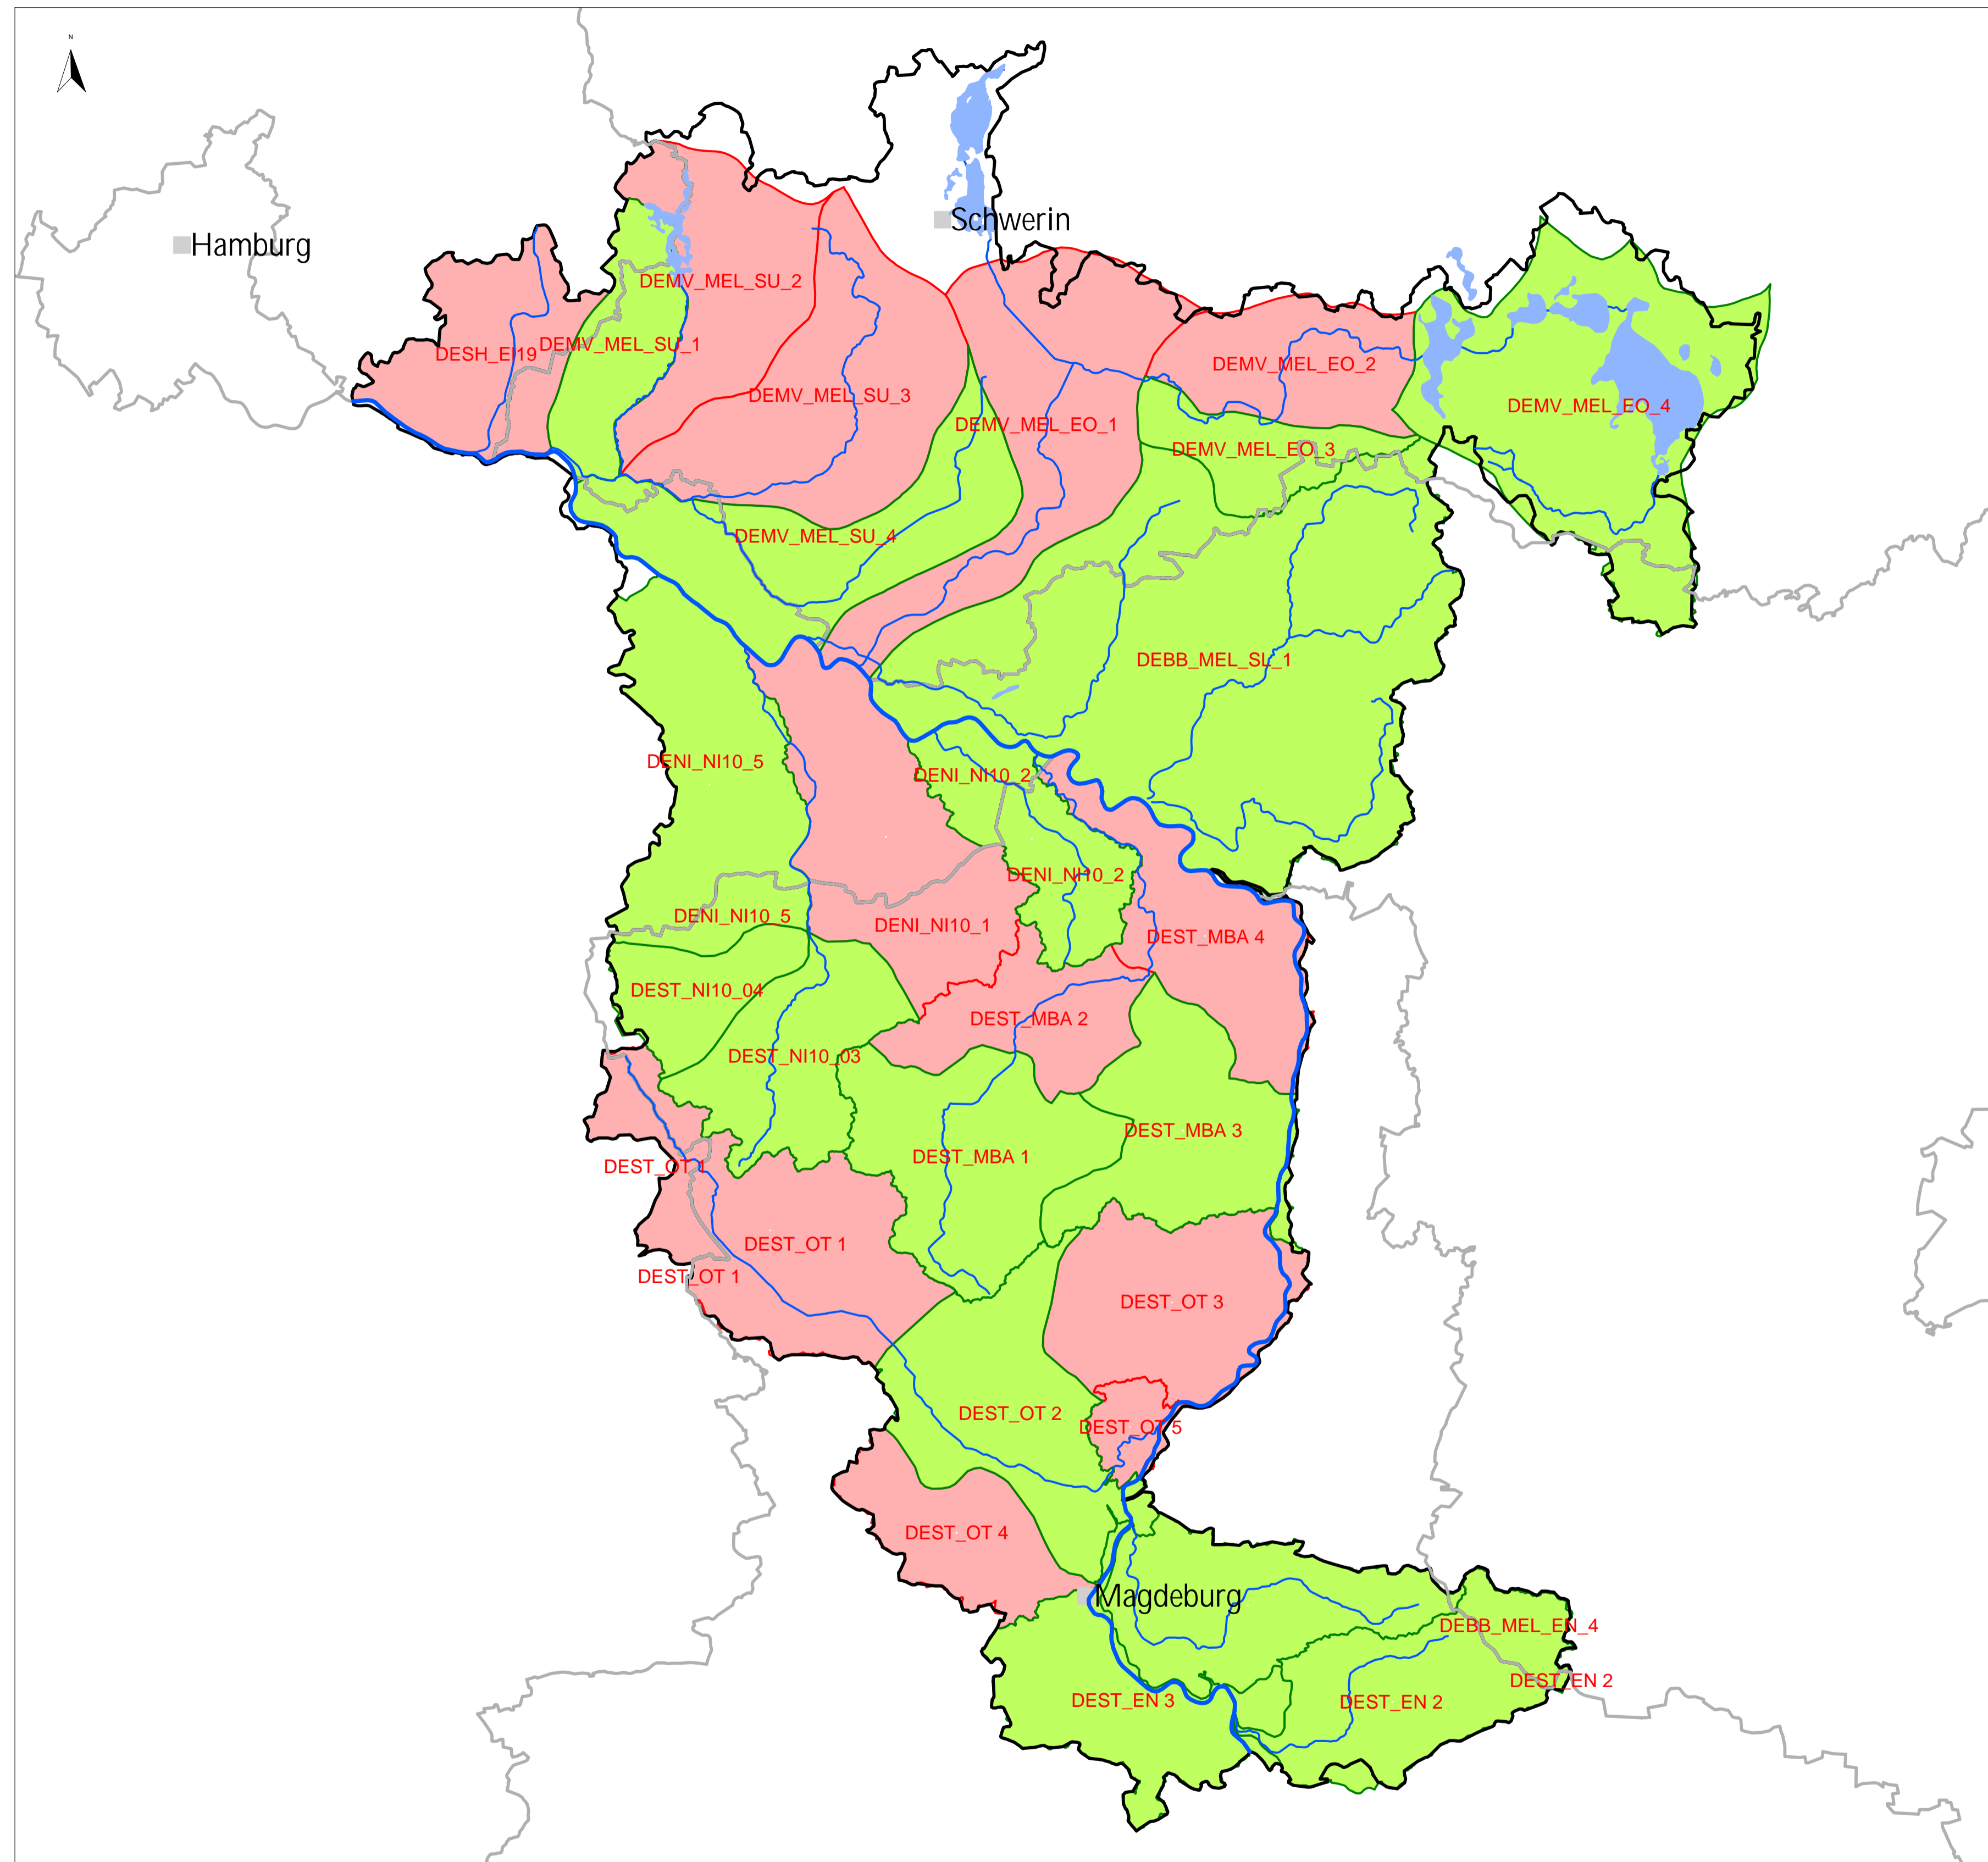 N
Schwerin
Hamburg
DEMV_MEL_SU_2
DEMV_MEL_SU_1
DESH_EI19
DEMV_MEL_EO_2
DEMV_MEL_SU_3
DEMV_MEL_EO_4
DEMV_MEL_EO_1
DEMV_MEL_EO_3
DEMV_MEL_SU_4
DEBB_MEL_SL_1
DENI_NI10_5
DENI_NI10_2
DENI_NI10_2
DENI_NI10_5
DENI_NI10_1
DEST_MBA 4
DEST_NI10_04
DEST_MBA 2
DEST_NI10_03
DEST_MBA 3
DEST_MBA 1
DEST_OT 1
DEST_OT 1
DEST_OT 1
DEST_OT 3
DEST_OT 2
DEST_OT 5
DEST_OT 4
Magdeburg
DEBB_MEL_EN_4
DEST_EN 2
DEST_EN 3
DEST_EN 2